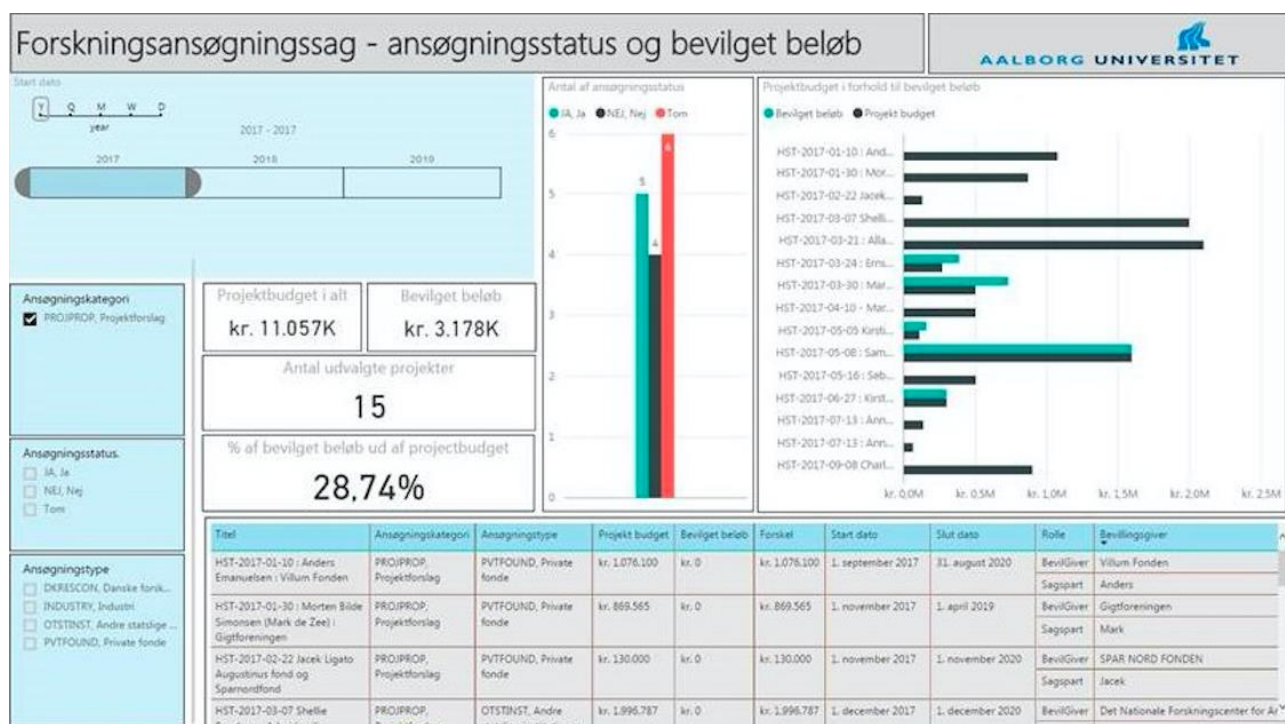 Forskningsansøgningssag - ansøgningsstatus og bevilget beløb
AALBORG UNIVERSITET
Start dato
Y Q M W D
year
2017 - 2017
2017 2018 2019
Ansøgningskategori
PROJPROP, Projektforslag
Ansøgningsstatus.
JA, Ja
NEJ, Nej
Tom
Ansøgningstype
DKRESCON, Danske forsk...
INDUSTRY, Industri
OTSTINST, Andre statslige ...
PVTFOUND, Private fonde
Projektbudget i alt
kr. 11.057K
Bevilget beløb
kr. 3.178K
Antal udvalgte projekter
15
% af bevilget beløb ud af projectbudget
28,74%
Antal af ansøgningsstatus
JA, Ja NEJ, Nej Tom
6
5
4
3
2
1
0
5
4
6
Projektbudget i forhold til bevilget beløb
Bevilget beløb Projekt budget
HST-2017-01-10 : And...
HST-2017-01-30 : Mor...
HST-2017-02-22 Jacek...
HST-2017-03-07 Shelli...
HST-2017-03-21 : Alla...
HST-2017-03-24 : Erns...
HST-2017-03-30 : Mar...
HST-2017-04-10 - Mar...
HST-2017-05-05 Kirsti...
HST-2017-05-08 : Sam...
HST-2017-05-16 : Seb...
HST-2017-06-27 : Kirst...
HST-2017-07-13 : Ann...
HST-2017-07-13 : Ann...
HST-2017-09-08 Charl...
kr. 0,0M kr. 0,5M kr. 1,0M kr. 1,5M kr. 2,0M kr. 2,5M
Titel Ansøgningskategori Ansøgningstype Projekt budget Bevilget beløb Forskel Start dato Slut dato Rolle Bevillingsgiver
HST-2017-01-10 : Anders PROJPROP, PVTFOUND, Private kr. 1.076.100 kr. 0 kr. 1.076.100 1. september 2017 31. august 2020 BevilGiver Villum Fonden
Emanuelsen : Villum Fonden Projektforslag fonde Sagspart Anders
HST-2017-01-30 : Morten Bilde PROJPROP, PVTFOUND, Private kr. 869.565 kr. 0 kr. 869.565 1. november 2017 1. april 2019 BevilGiver Gigtforeningen
Simonsen (Mark de Zee) : Projektforslag fonde Sagspart Mark
Gigtforeningen
HST-2017-02-22 Jacek Ligato PROJPROP, PVTFOUND, Private kr. 130.000 kr. 0 kr. 130.000 1. november 2017 1. november 2020 BevilGiver SPAR NORD FONDEN
Augustinus fond og Projektforslag fonde Sagspart Jacek
Sparnordfond
HST-2017-03-07 Shellie PROJPROP, OTSTINST, Andre kr. 1.996.787 kr. 0 kr. 1.996.787 1. december 2017 1. december 2020 BevilGiver Det Nationale Forskningscenter for Ar